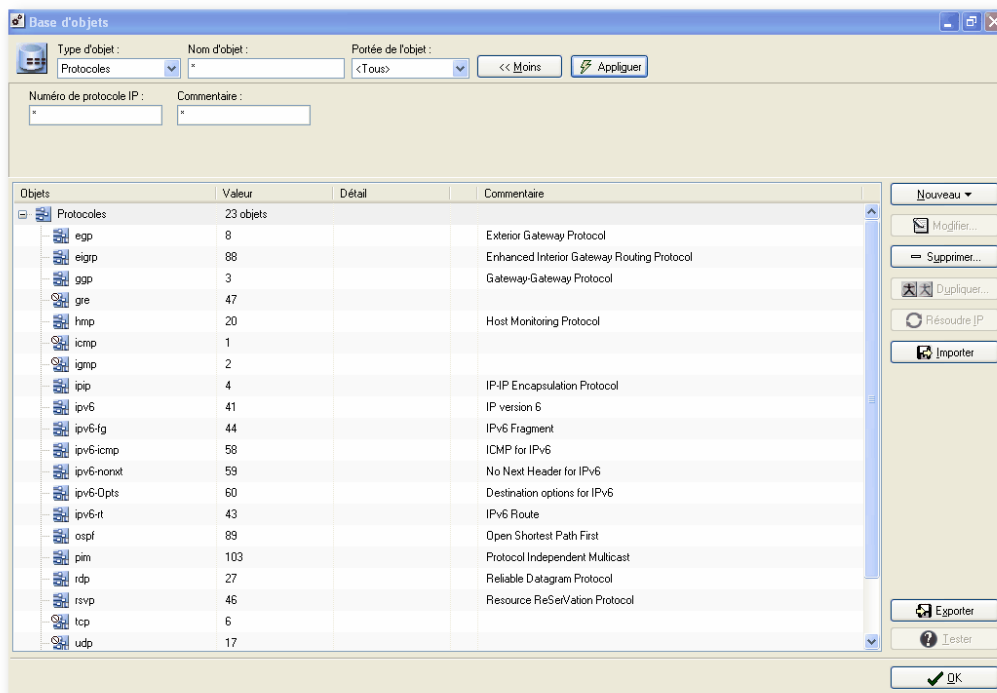 Base d'objets
Type d'objet : Nom d'objet : Portée de l'objet :
Protocoles * <Tous> << Moins Appliquer
Numéro de protocole IP : Commentaire :
* *
Objets Valeur Détail Commentaire
Nouveau
Protocoles 23 objets
Modifier...
egp 8 Exterior Gateway Protocol
eigrp 88 Enhanced Interior Gateway Routing Protocol
Supprimer...
ggp 3 Gateway-Gateway Protocol
Dupliquer...
gre 47
hmp 20 Host Monitoring Protocol
Résoudre IP
icmp 1
Importer
igmp 2
ipip 4 IP-IP Encapsulation Protocol
ipv6 41 IP version 6
ipv6-fg 44 IPv6 Fragment
ipv6-icmp 58 ICMP for IPv6
ipv6-nonxt 59 No Next Header for IPv6
ipv6-Opts 60 Destination options for IPv6
ipv6-rt 43 IPv6 Route
ospf 89 Open Shortest Path First
pim 103 Protocol Independent Multicast
rdp 27 Reliable Datagram Protocol
rsvp 46 Resource ReSerVation Protocol
Exporter
tcp 6
udp 17
Tester
OK